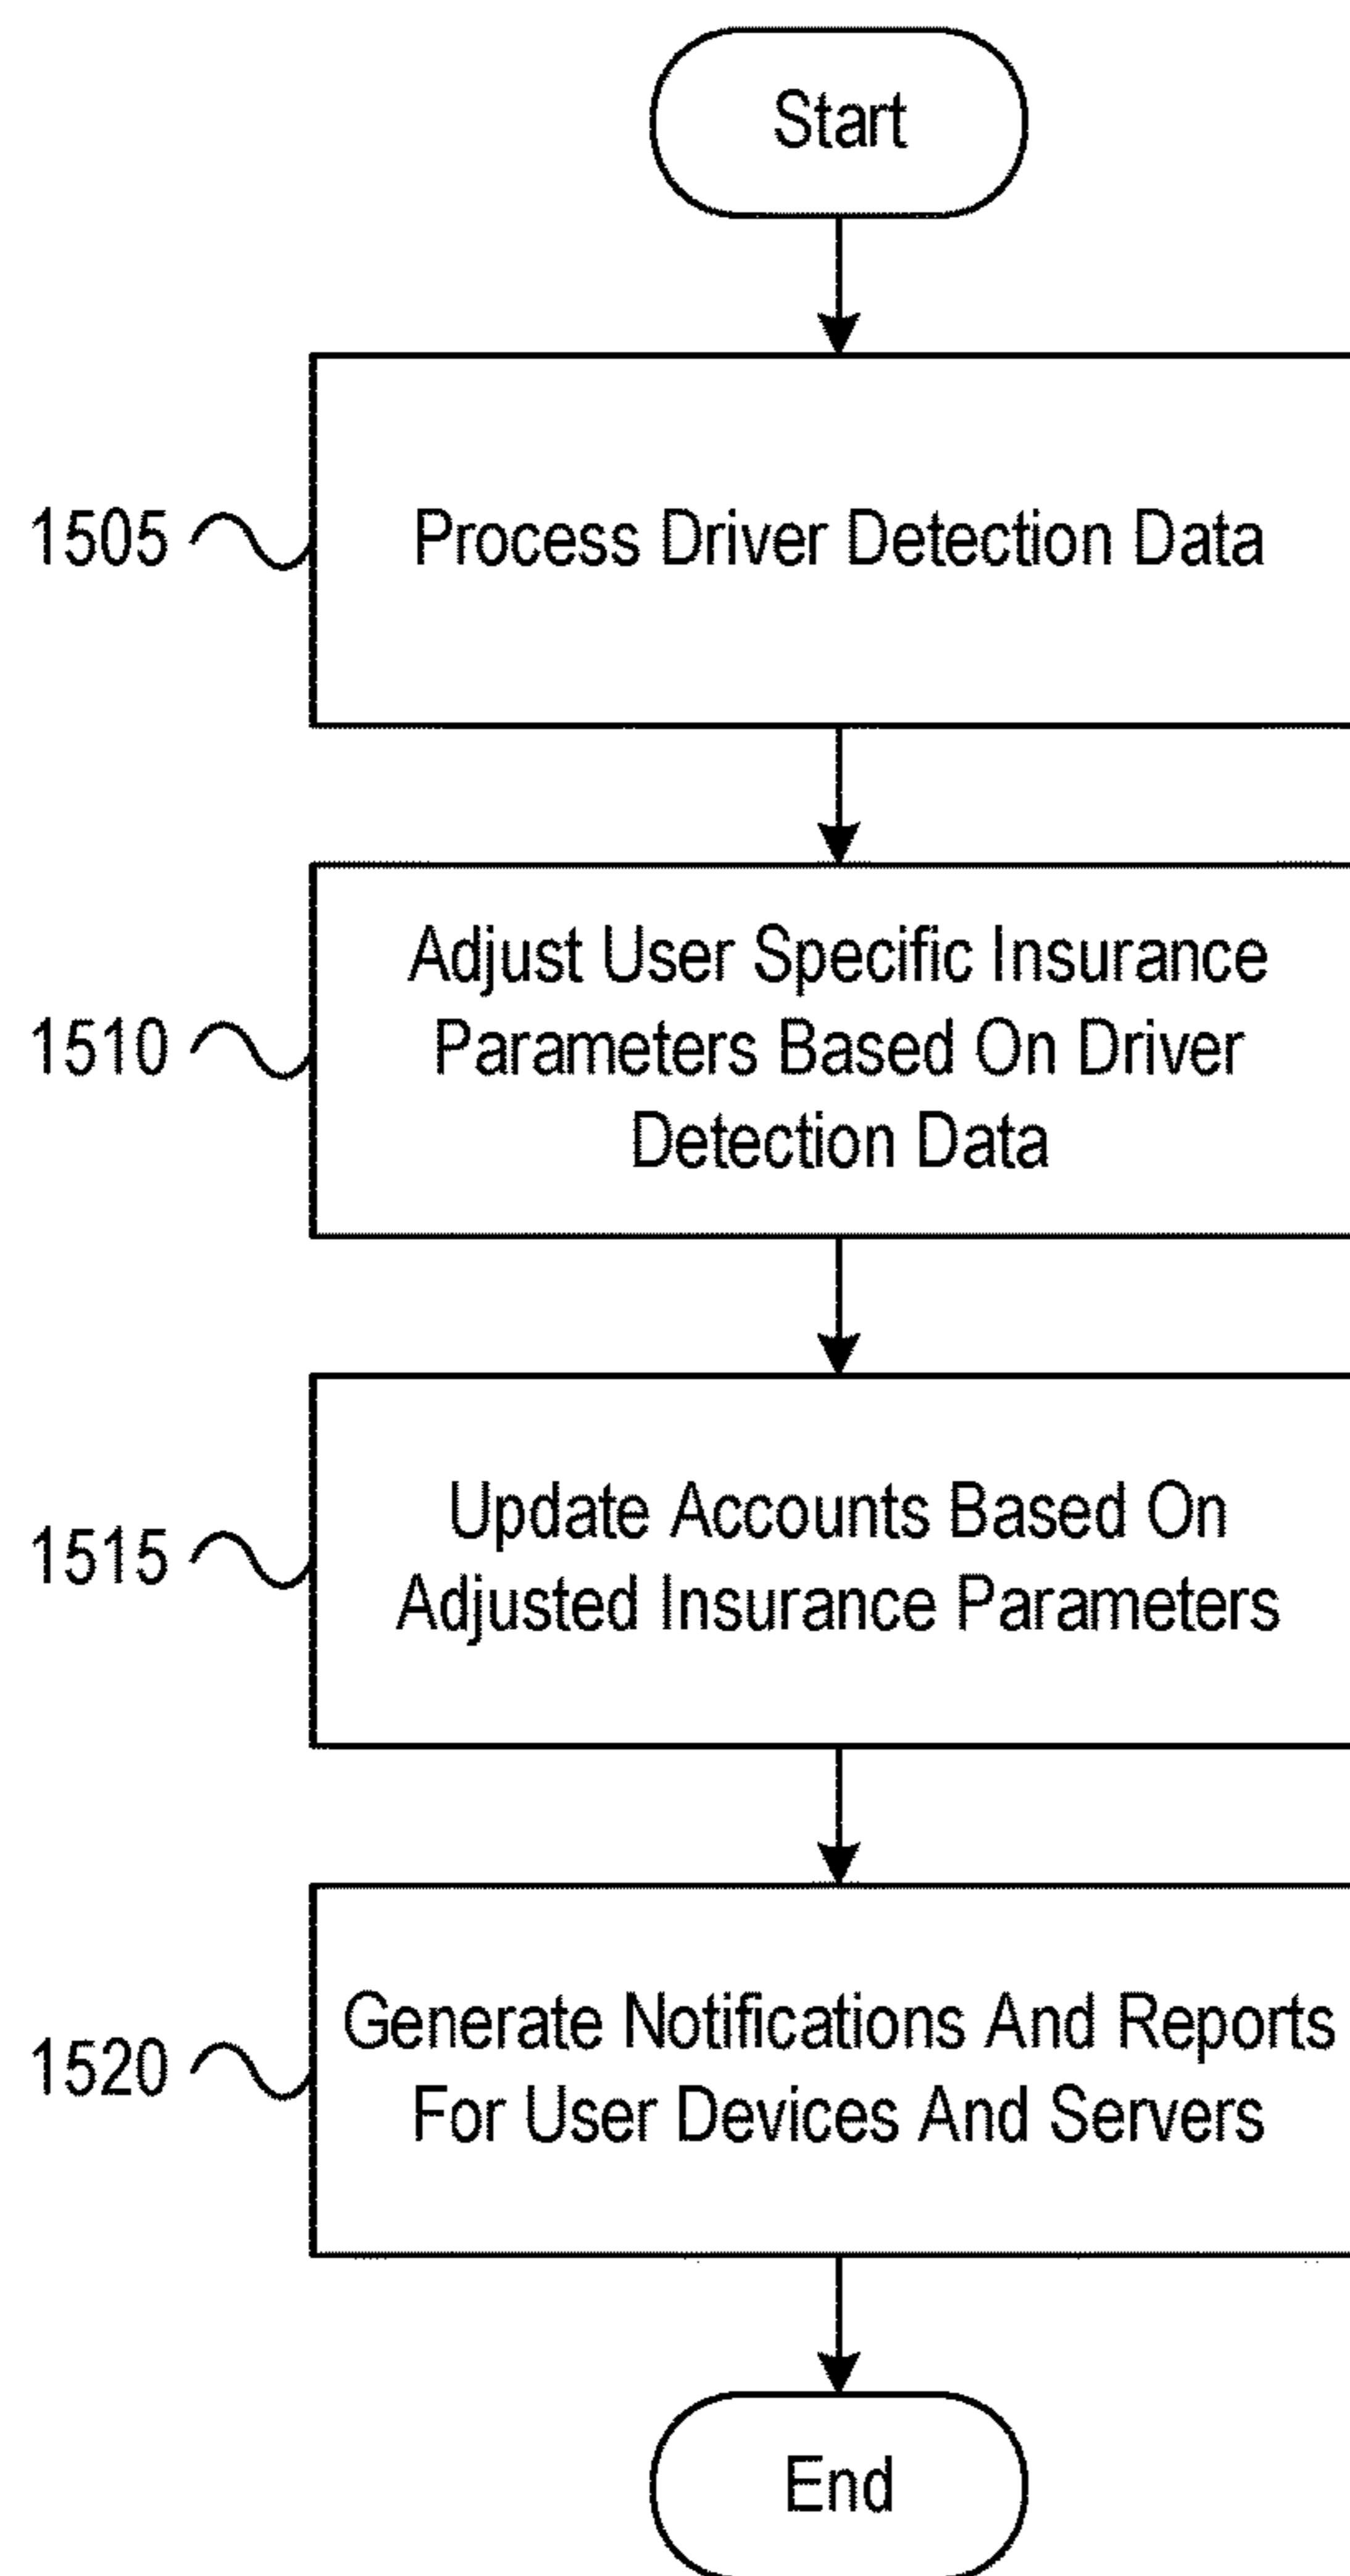 Start
1505
Process Driver Detection Data
1510
Adjust User Specific Insurance
Parameters Based On Driver
Detection Data
1515
Update Accounts Based On
Adjusted Insurance Parameters
1520
Generate Notifications And Reports
For User Devices And Servers
End